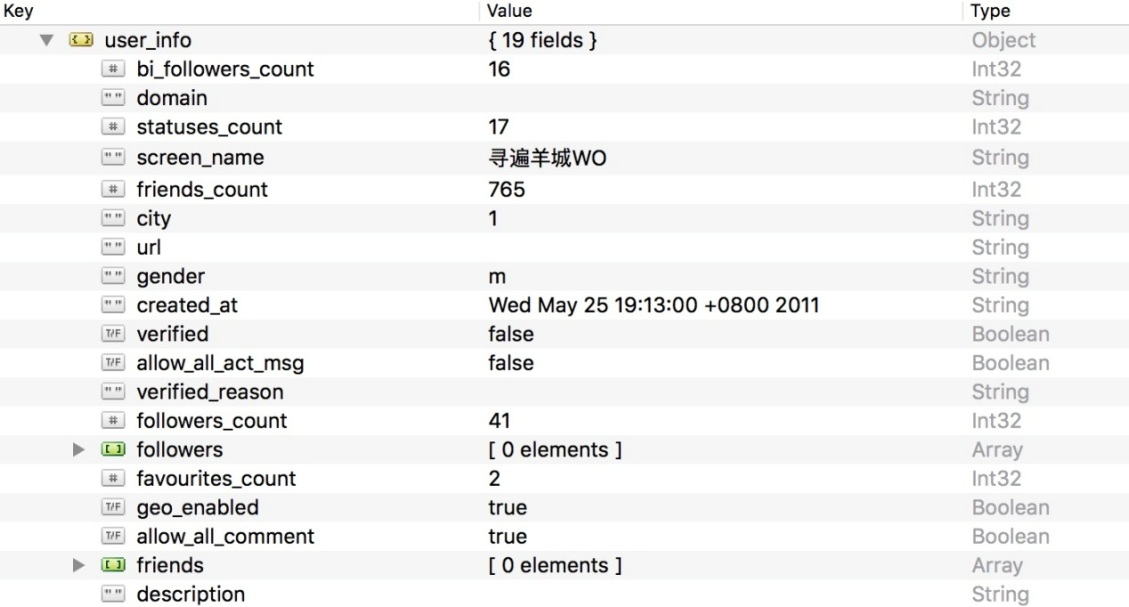 Key Value Type
user_info { 19 fields } Object
# bi_followers_count 16 Int32
"" domain String
# statuses_count 17 Int32
"" screen_name 寻遍羊城WO String
# friends_count 765 Int32
"" city 1 String
"" url String
"" gender m String
"" created_at Wed May 25 19:13:00 +0800 2011 String
T/F verified false Boolean
T/F allow_all_act_msg false Boolean
"" verified_reason String
# followers_count 41 Int32
followers [ 0 elements ] Array
# favourites_count 2 Int32
T/F geo_enabled true Boolean
T/F allow_all_comment true Boolean
friends [ 0 elements ] Array
"" description String